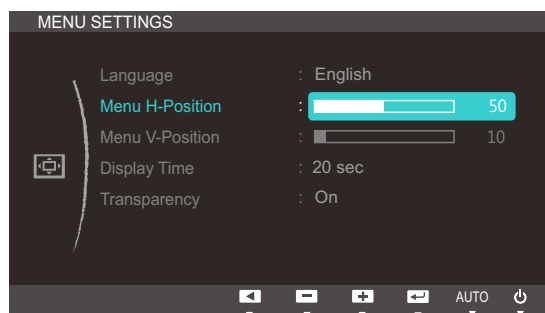 MENU SETTINGS
Language : English
Menu H-Position : 50
Menu V-Position : 10
Display Time : 20 sec
Transparency : On
AUTO